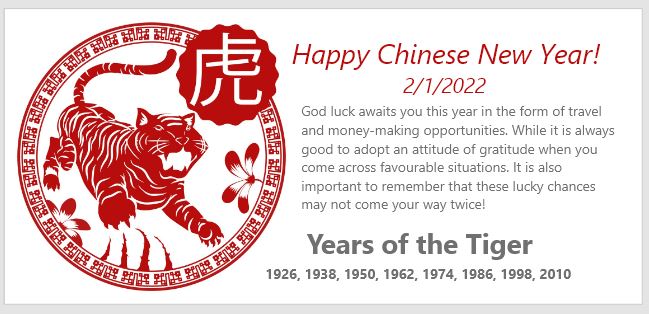 虎
Happy Chinese New Year!
2/1/2022
God luck awaits you this year in the form of travel
and money-making opportunities. While it is always
good to adopt an attitude of gratitude when you
come across favourable situations. It is also
important to remember that these lucky chances
may not come your way twice!
Years of the Tiger
1926, 1938, 1950, 1962, 1974, 1986, 1998, 2010